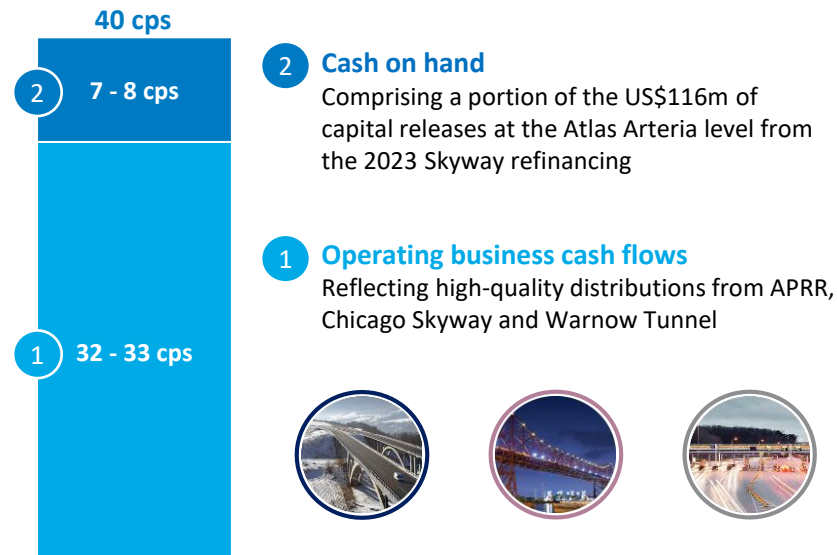 40 cps
2
7 - 8 cps
2
Cash on hand
Comprising a portion of the US$116m of
capital releases at the Atlas Arteria level from
the 2023 Skyway refinancing
1
Operating business cash flows
Reflecting high-quality distributions from APRR,
Chicago Skyway and Warnow Tunnel
1
32 - 33 cps